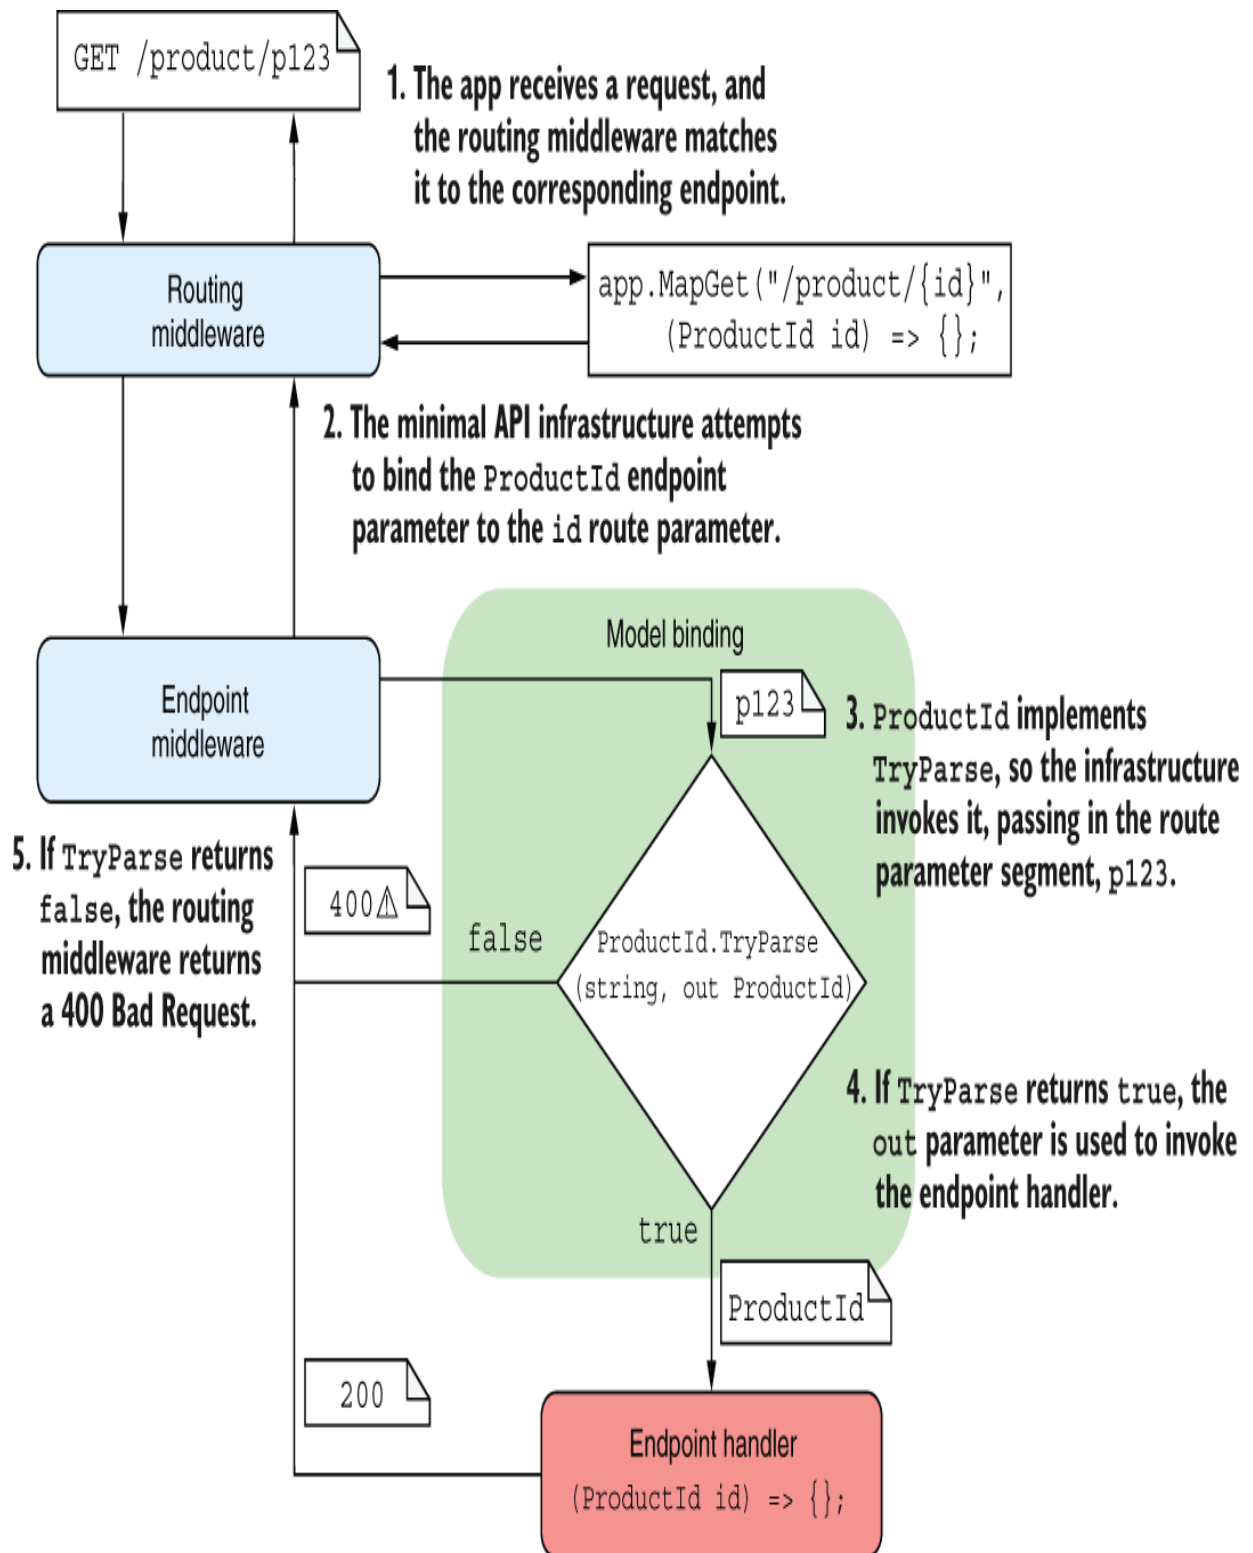 GET /product/p123
1. The app receives a request, and
the routing middleware matches
it to the corresponding endpoint.
Routing
middleware
app.MapGet("/product/{id}",
(ProductId id) => {};
2. The minimal API infrastructure attempts
to bind the ProductId endpoint
parameter to the id route parameter.
Model binding
Endpoint
middleware
p123
3. ProductId implements
TryParse, so the infrastructure
invokes it, passing in the route
parameter segment, p123.
5. If TryParse returns
false, the routing
middleware returns
a 400 Bad Request.
400⚠
false
ProductId.TryParse
(string, out ProductId)
4. If TryParse returns true, the
out parameter is used to invoke
the endpoint handler.
true
ProductId
200
Endpoint handler
(ProductId id) => {};